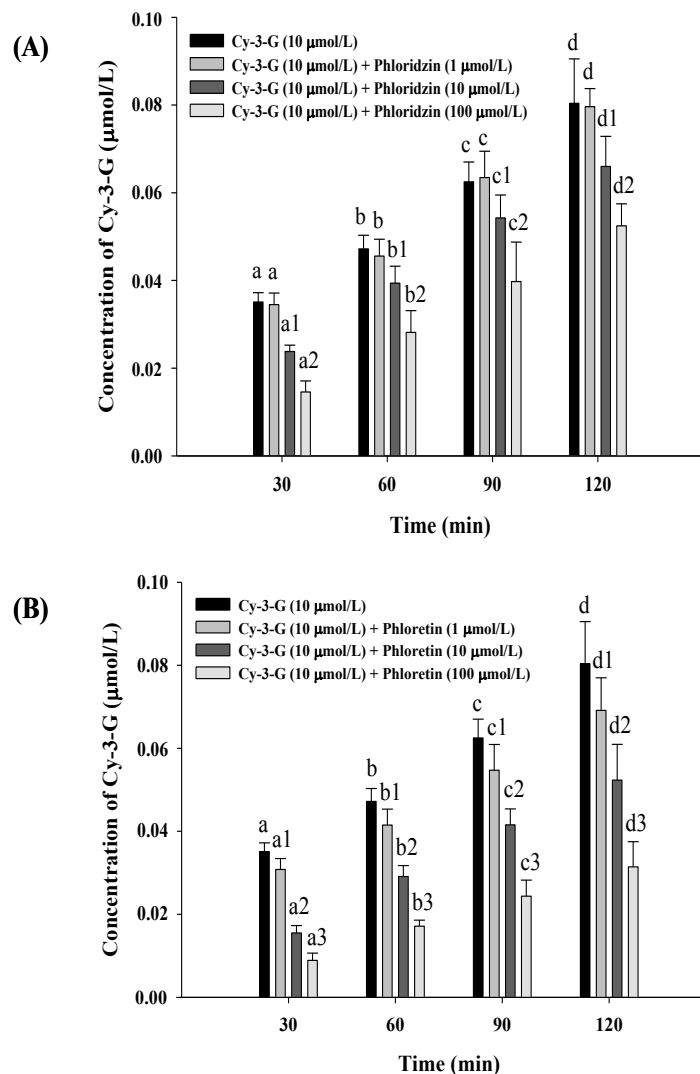 (A)
Cy-3-G (10 μmol/L)
Cy-3-G (10 μmol/L) + Phloridzin (1 μmol/L)
Cy-3-G (10 μmol/L) + Phloridzin (10 μmol/L)
Cy-3-G (10 μmol/L) + Phloridzin (100 μmol/L)
Concentration of Cy-3-G (μmol/L)
0.10
0.08
0.06
0.04
0.02
0.00
a a a1 a2
b b b1 b2
c c c1 c2
d d d1 d2
30 60 90 120
Time (min)
(B)
Cy-3-G (10 μmol/L)
Cy-3-G (10 μmol/L) + Phloretin (1 μmol/L)
Cy-3-G (10 μmol/L) + Phloretin (10 μmol/L)
Cy-3-G (10 μmol/L) + Phloretin (100 μmol/L)
Concentration of Cy-3-G (μmol/L)
0.10
0.08
0.06
0.04
0.02
0.00
a a1 a2 a3
b b1 b2 b3
c c1 c2 c3
d d1 d2 d3
30 60 90 120
Time (min)